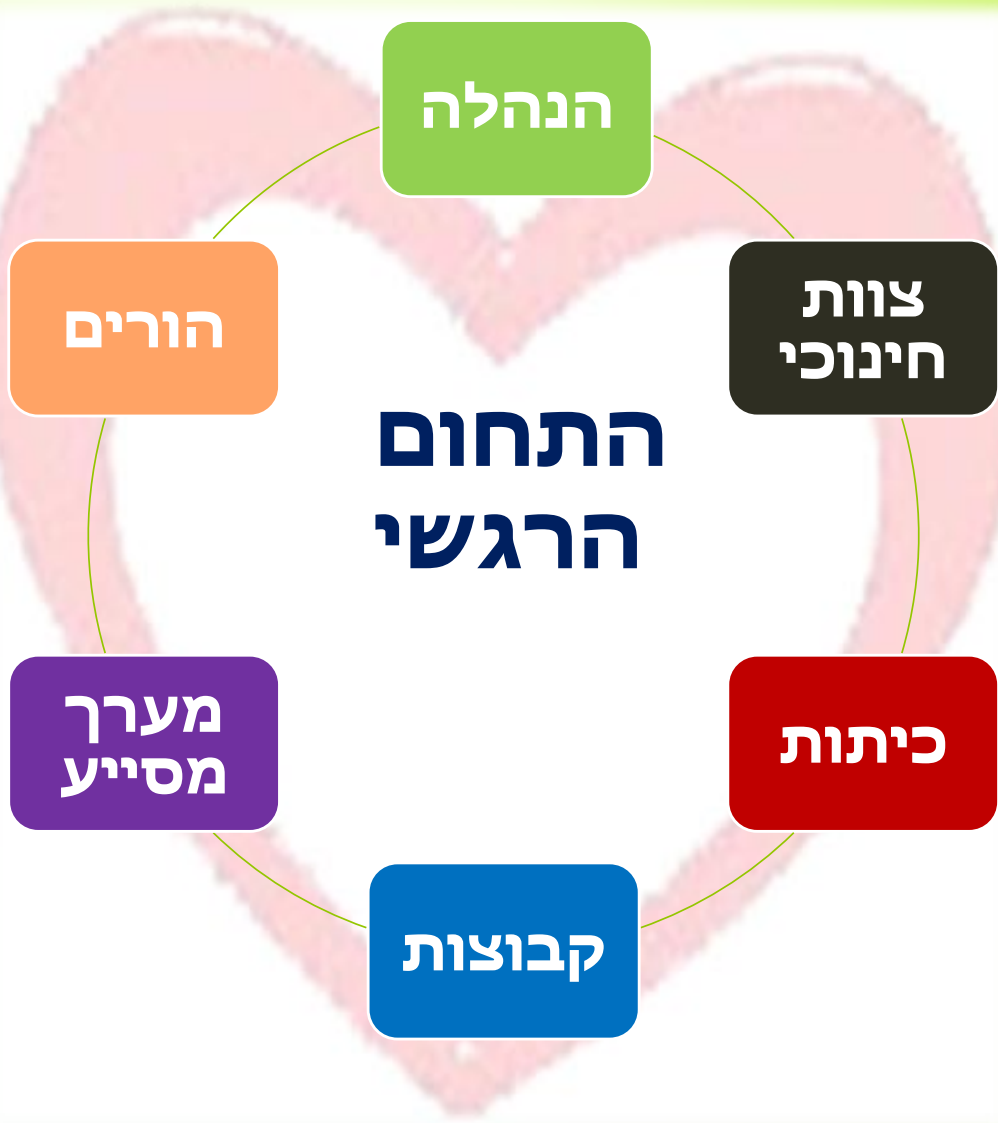 הנהלה
צוות
חינוכי
הורים
התחום
הרגשי
מערך
מסייע
כיתות
קבוצות